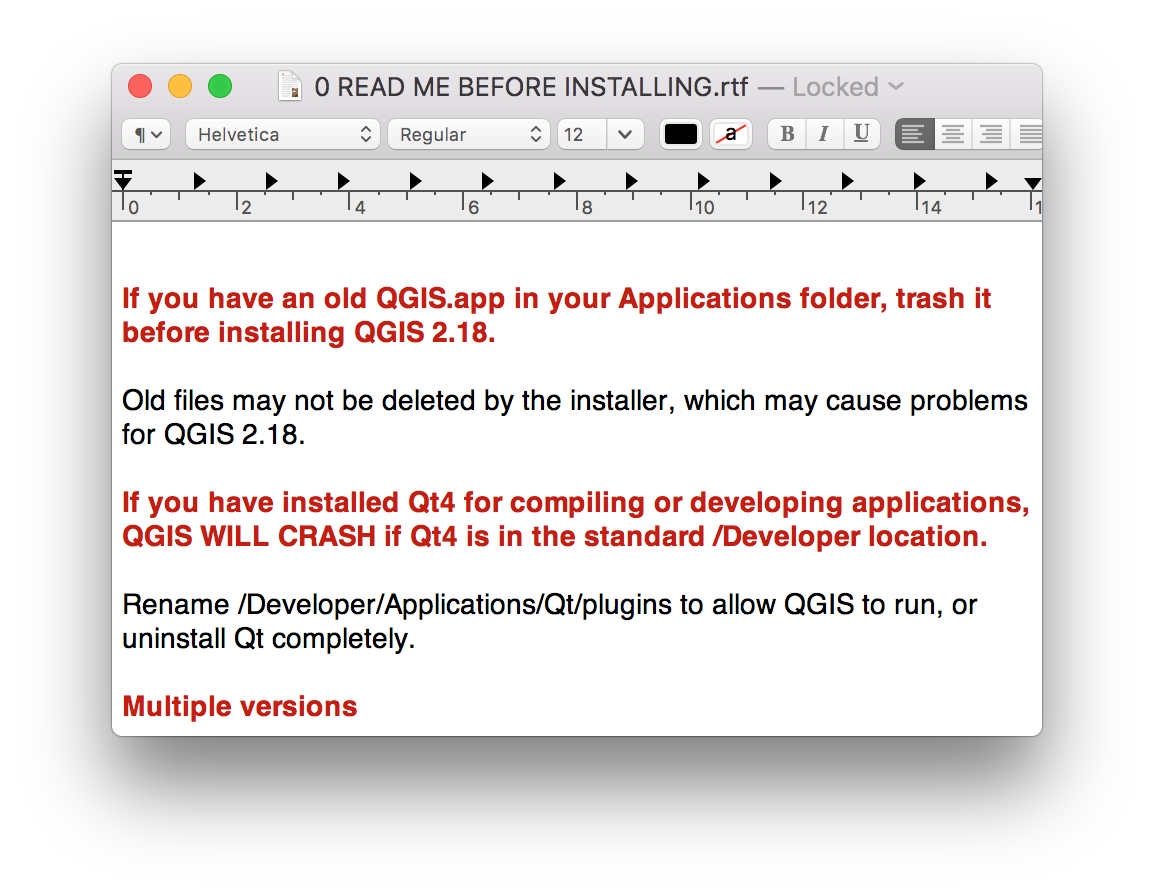 0 READ ME BEFORE INSTALLING.rtf — Locked
¶ Helvetica Regular 12 a B I U
0 2 4 6 8 10 12 14 1
If you have an old QGIS.app in your Applications folder, trash it
before installing QGIS 2.18.
Old files may not be deleted by the installer, which may cause problems
for QGIS 2.18.
If you have installed Qt4 for compiling or developing applications,
QGIS WILL CRASH if Qt4 is in the standard /Developer location.
Rename /Developer/Applications/Qt/plugins to allow QGIS to run, or
uninstall Qt completely.
Multiple versions